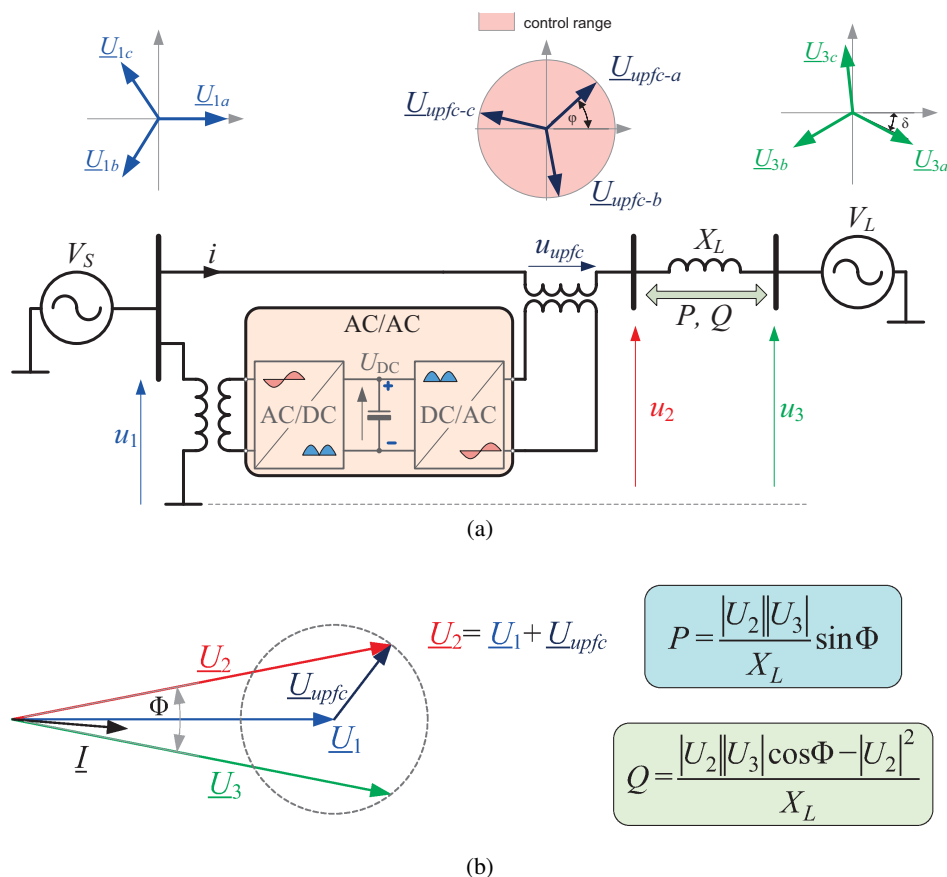 control range
U1c
U1a
U1b
Uupfc-a
Uupfc-c
φ
Uupfc-b
U3c
δ
U3b
U3a
VS
i
uupfc
XL
VL
P, Q
AC/AC
UDC
+
AC/DC
DC/AC
−
u1
u2
u3
(a)
U2
Uupfc
Φ
U1
I
U3
U2 = U1 + Uupfc
P = |U2||U3| / XL sinΦ
Q = |U2||U3|cosΦ − |U2|² / XL
(b)